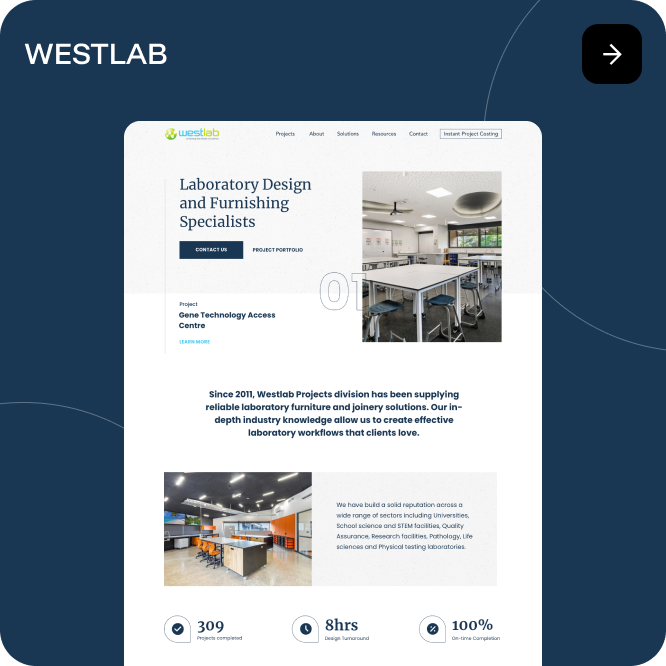 WESTLAB
westlab
Projects About Solutions Resources Contact Instant Project Costing
Laboratory Design
and Furnishing
Specialists
CONTACT US PROJECT PORTFOLIO
01
Project
Gene Technology Access
Centre
LEARN MORE
Since 2011, Westlab Projects division has been supplying
reliable laboratory furniture and joinery solutions. Our in-
depth industry knowledge allow us to create effective
laboratory workflows that clients love.
We have build a solid reputation across a
wide range of sectors including Universities,
School science and STEM facilities, Quality
Assurance, Research facilities, Pathology, Life
sciences and Physical testing laboratories.
309
Projects completed
8hrs
Design Turnaround
100%
On-time Completion